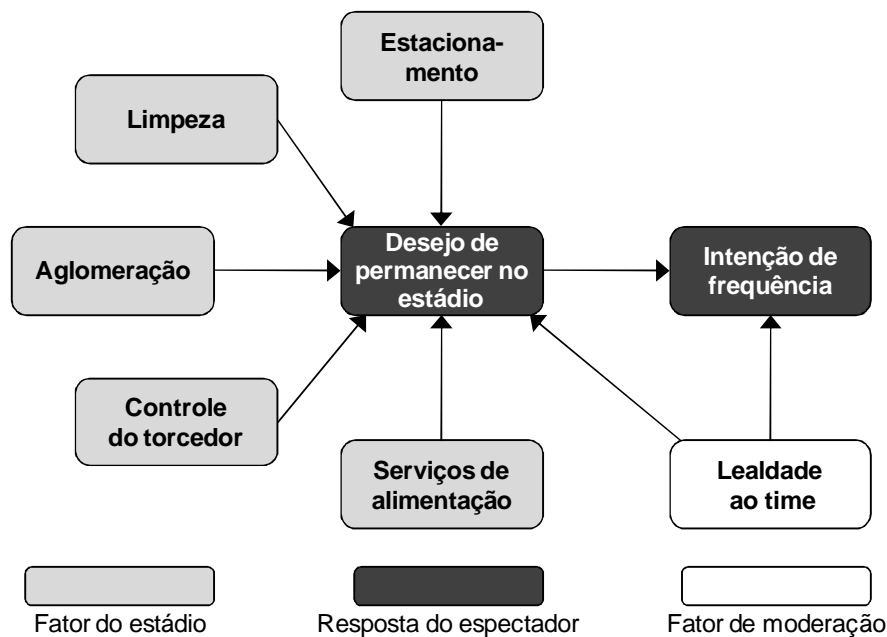 Estaciona-
mento
Limpeza
Aglomeração
Desejo de
permanecer no
estádio
Intenção de
frequência
Controle
do torcedor
Serviços de
alimentação
Lealdade
ao time
Fator do estádio
Resposta do espectador
Fator de moderação